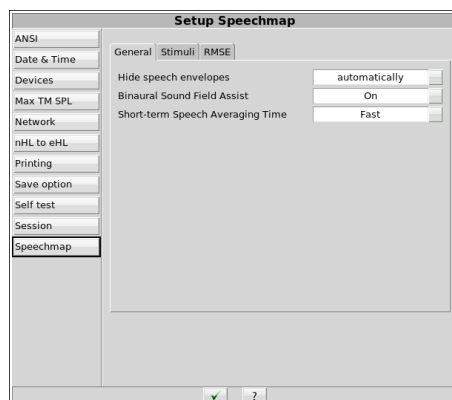 Setup Speechmap
ANSI
Date & Time
Devices
Max TM SPL
Network
nHL to eHL
Printing
Save option
Self test
Session
Speechmap
General Stimuli RMSE
Hide speech envelopes automatically
Binaural Sound Field Assist On
Short-term Speech Averaging Time Fast
?